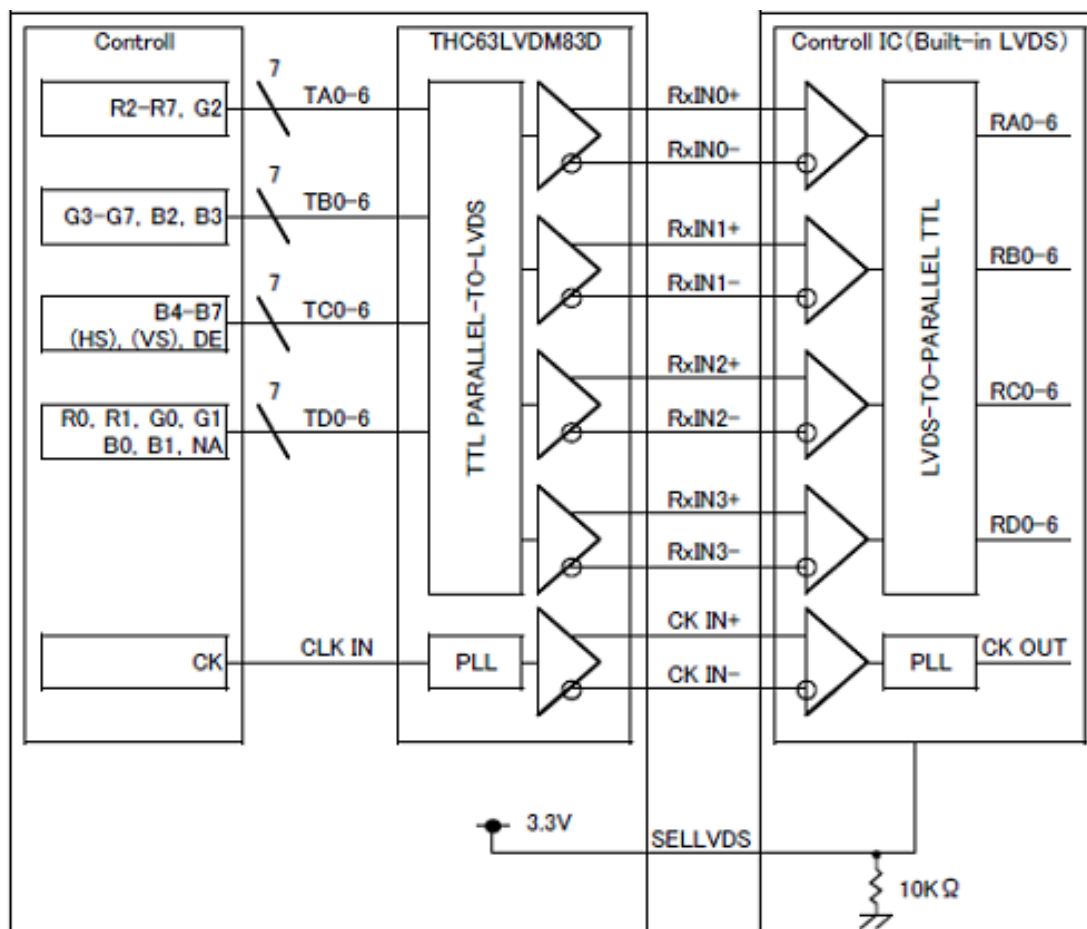 Controll
THC63LVDM83D
Controll IC(Built-in LVDS)
R2-R7, G2
7
TA0-6
RxIN0+
RxIN0-
RA0-6
G3-G7, B2, B3
7
TB0-6
RxIN1+
RxIN1-
RB0-6
B4-B7
(HS), (VS), DE
7
TC0-6
RxIN2+
RxIN2-
RC0-6
R0, R1, G0, G1
B0, B1, NA
7
TD0-6
RxIN3+
RxIN3-
RD0-6
TTL PARALLEL-TO-LVDS
LVDS-TO-PARALLEL TTL
CK
CLK IN
PLL
CK IN+
CK IN-
PLL
CK OUT
3.3V
SELLVDS
10KΩ